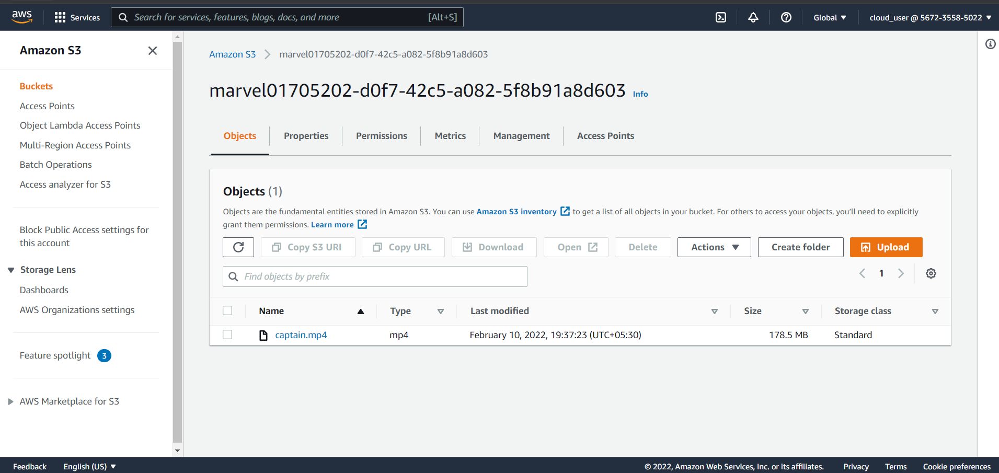 aws Services Search for services, features, blogs, docs, and more [Alt+S] Global cloud_user @ 5672-3558-5022
Amazon S3
Buckets
Access Points
Object Lambda Access Points
Multi-Region Access Points
Batch Operations
Access analyzer for S3
Block Public Access settings for
this account
Storage Lens
Dashboards
AWS Organizations settings
Feature spotlight 3
AWS Marketplace for S3
Amazon S3 marvel01705202-d0f7-42c5-a082-5f8b91a8d603
marvel01705202-d0f7-42c5-a082-5f8b91a8d603 Info
Objects Properties Permissions Metrics Management Access Points
Objects (1)
Objects are the fundamental entities stored in Amazon S3. You can use Amazon S3 inventory to get a list of all objects in your bucket. For others to access your objects, you'll need to explicitly
grant them permissions. Learn more
Copy S3 URI Copy URL Download Open Delete Actions Create folder Upload
Find objects by prefix 1
Name Type Last modified Size Storage class
captain.mp4 mp4 February 10, 2022, 19:37:23 (UTC+05:30) 178.5 MB Standard
Feedback English (US) © 2022, Amazon Web Services, Inc. or its affiliates. Privacy Terms Cookie preferences